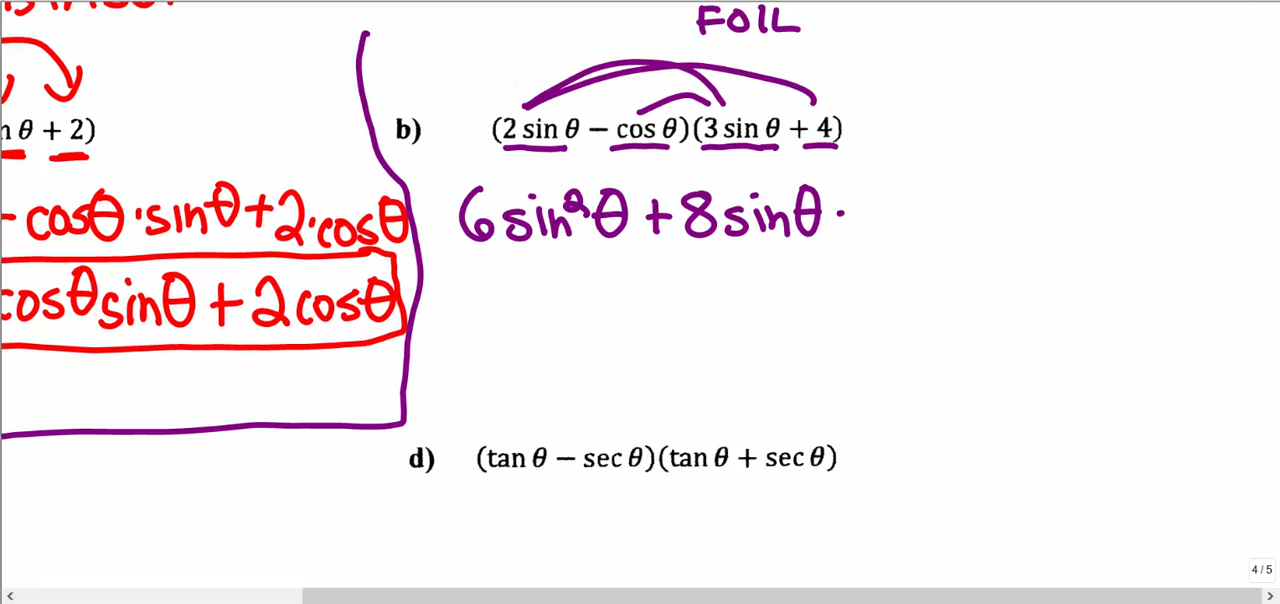 FOIL
n θ + 2)
b) (2 sin θ − cos θ)(3 sin θ + 4)
- cosθ·sinθ+2·cosθ
6sin²θ + 8sinθ ·
cosθsinθ + 2cosθ
d) (tan θ − sec θ)(tan θ + sec θ)
4 / 5